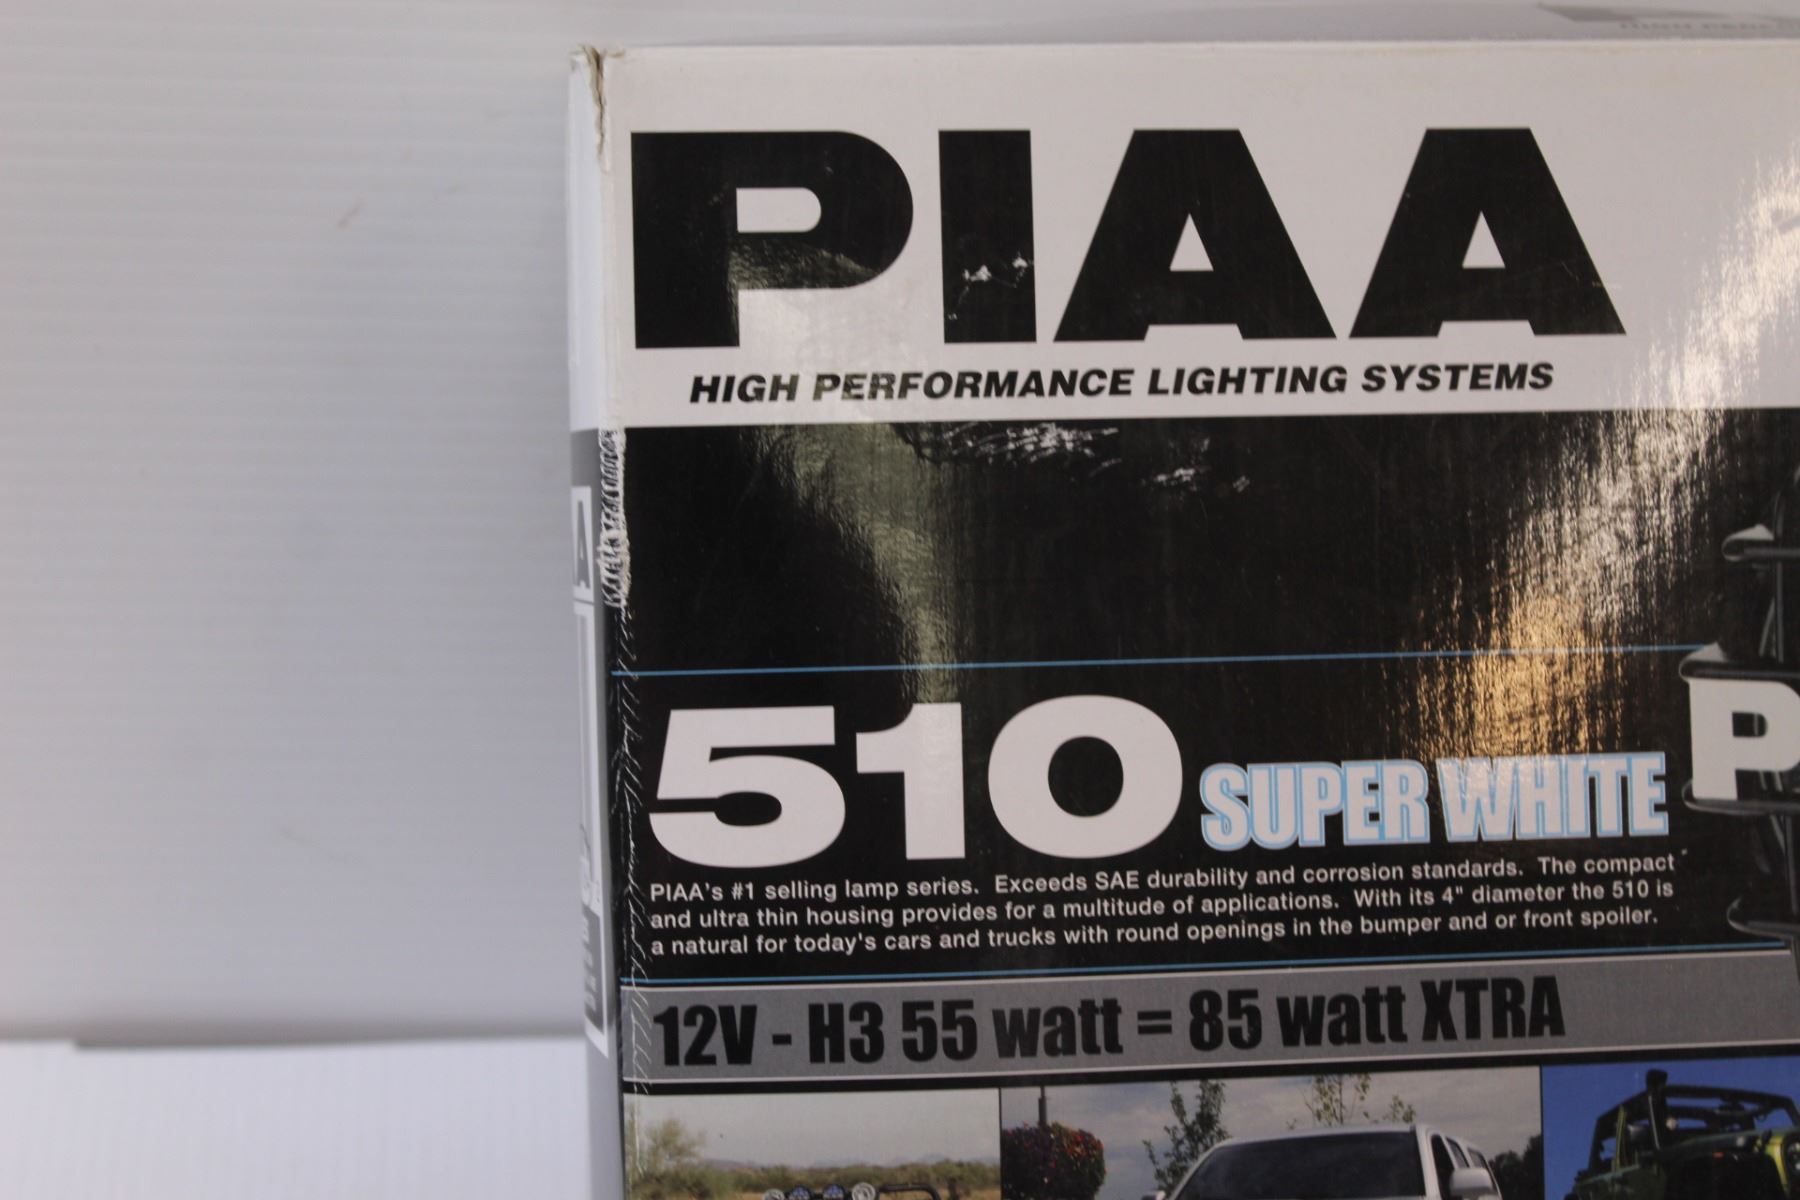 PIAA
HIGH PERFORMANCE LIGHTING SYSTEMS
510 SUPER WHITE
PIAA's #1 selling lamp series. Exceeds SAE durability and corrosion standards. The compact
and ultra thin housing provides for a multitude of applications. With its 4" diameter the 510 is
a natural for today's cars and trucks with round openings in the bumper and or front spoiler.
12V - H3 55 watt = 85 watt XTRA